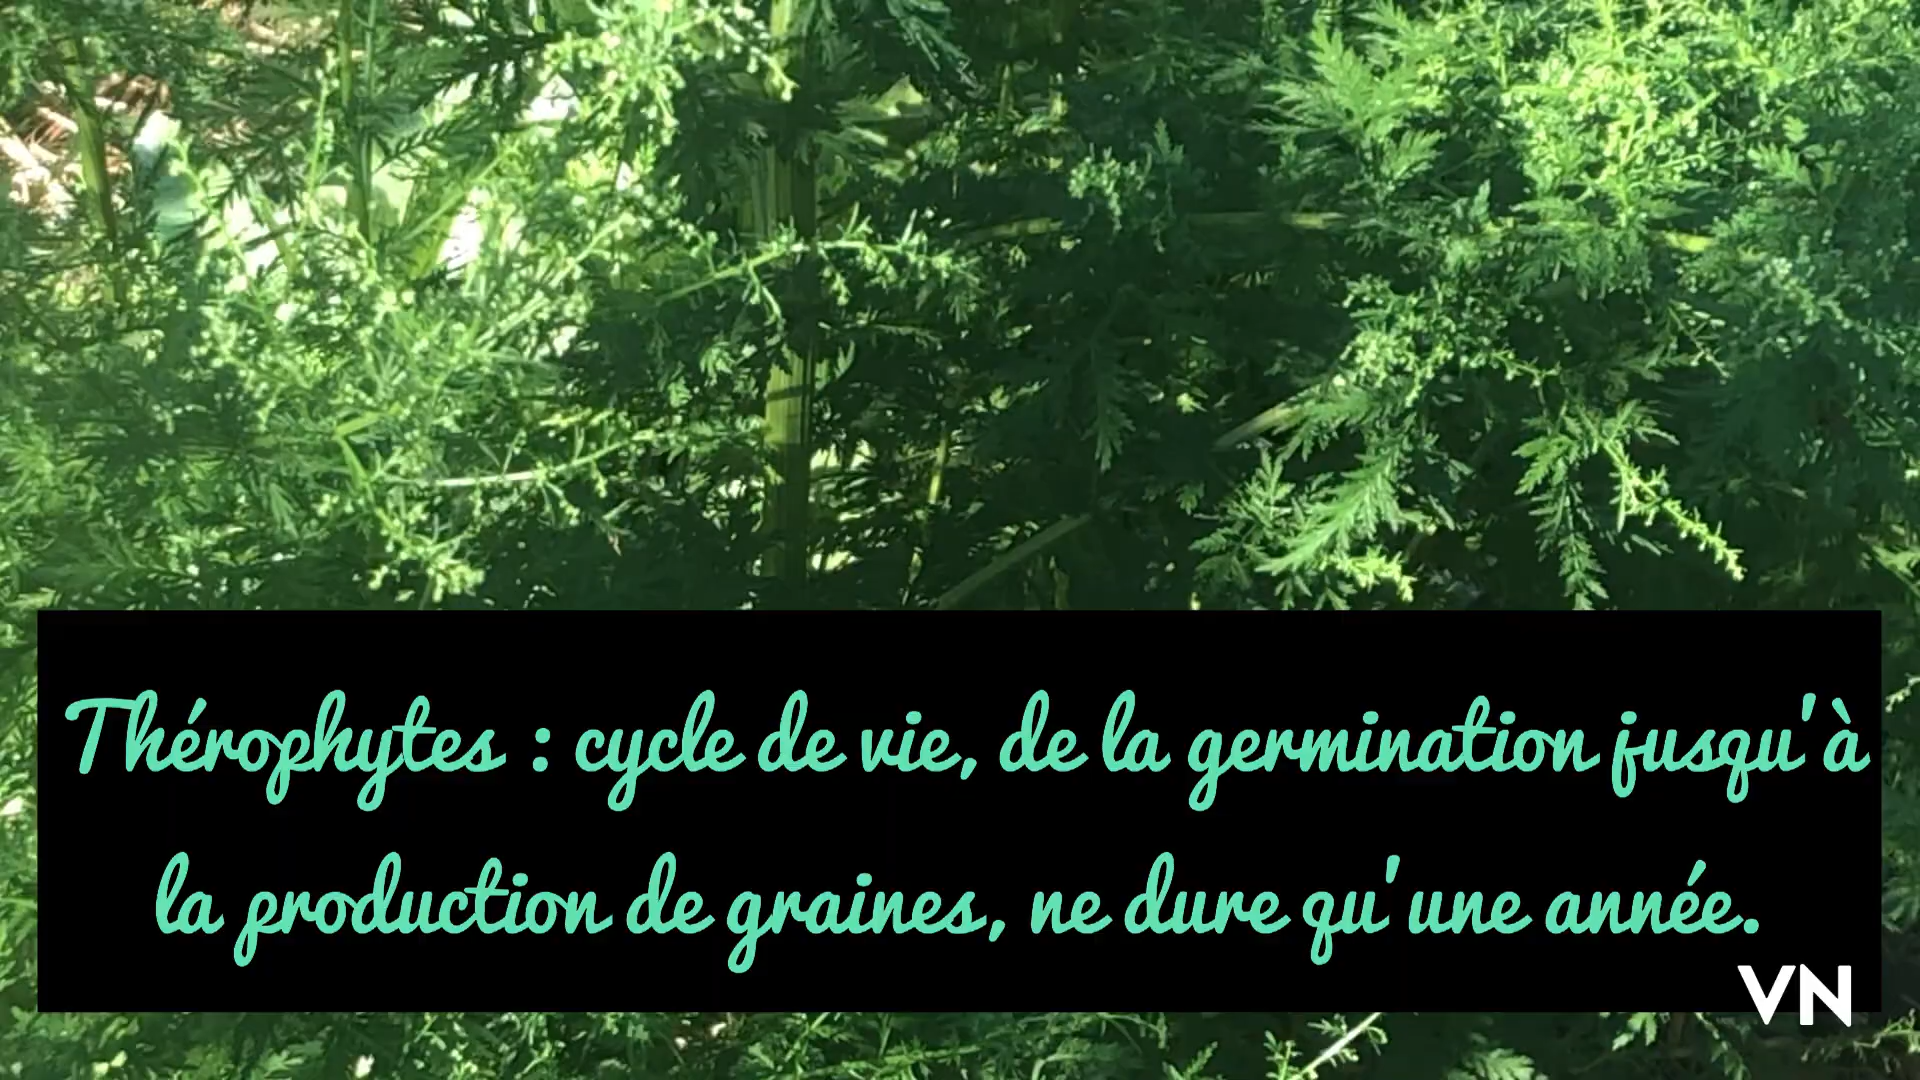 Thérophytes : cycle de vie, de la germination jusqu'à
la production de graines, ne dure qu'une année.
VN